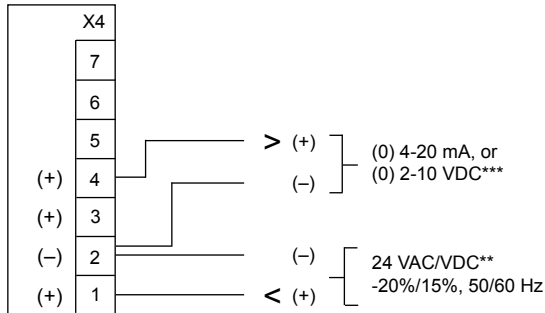 X4
7
6
5
(+) 4 > (+)
(0) 4-20 mA, or
(0) 2-10 VDC***
(–)
(+) 3
(–) 2 (–)
24 VAC/VDC**
-20%/15%, 50/60 Hz
(+) 1 < (+)